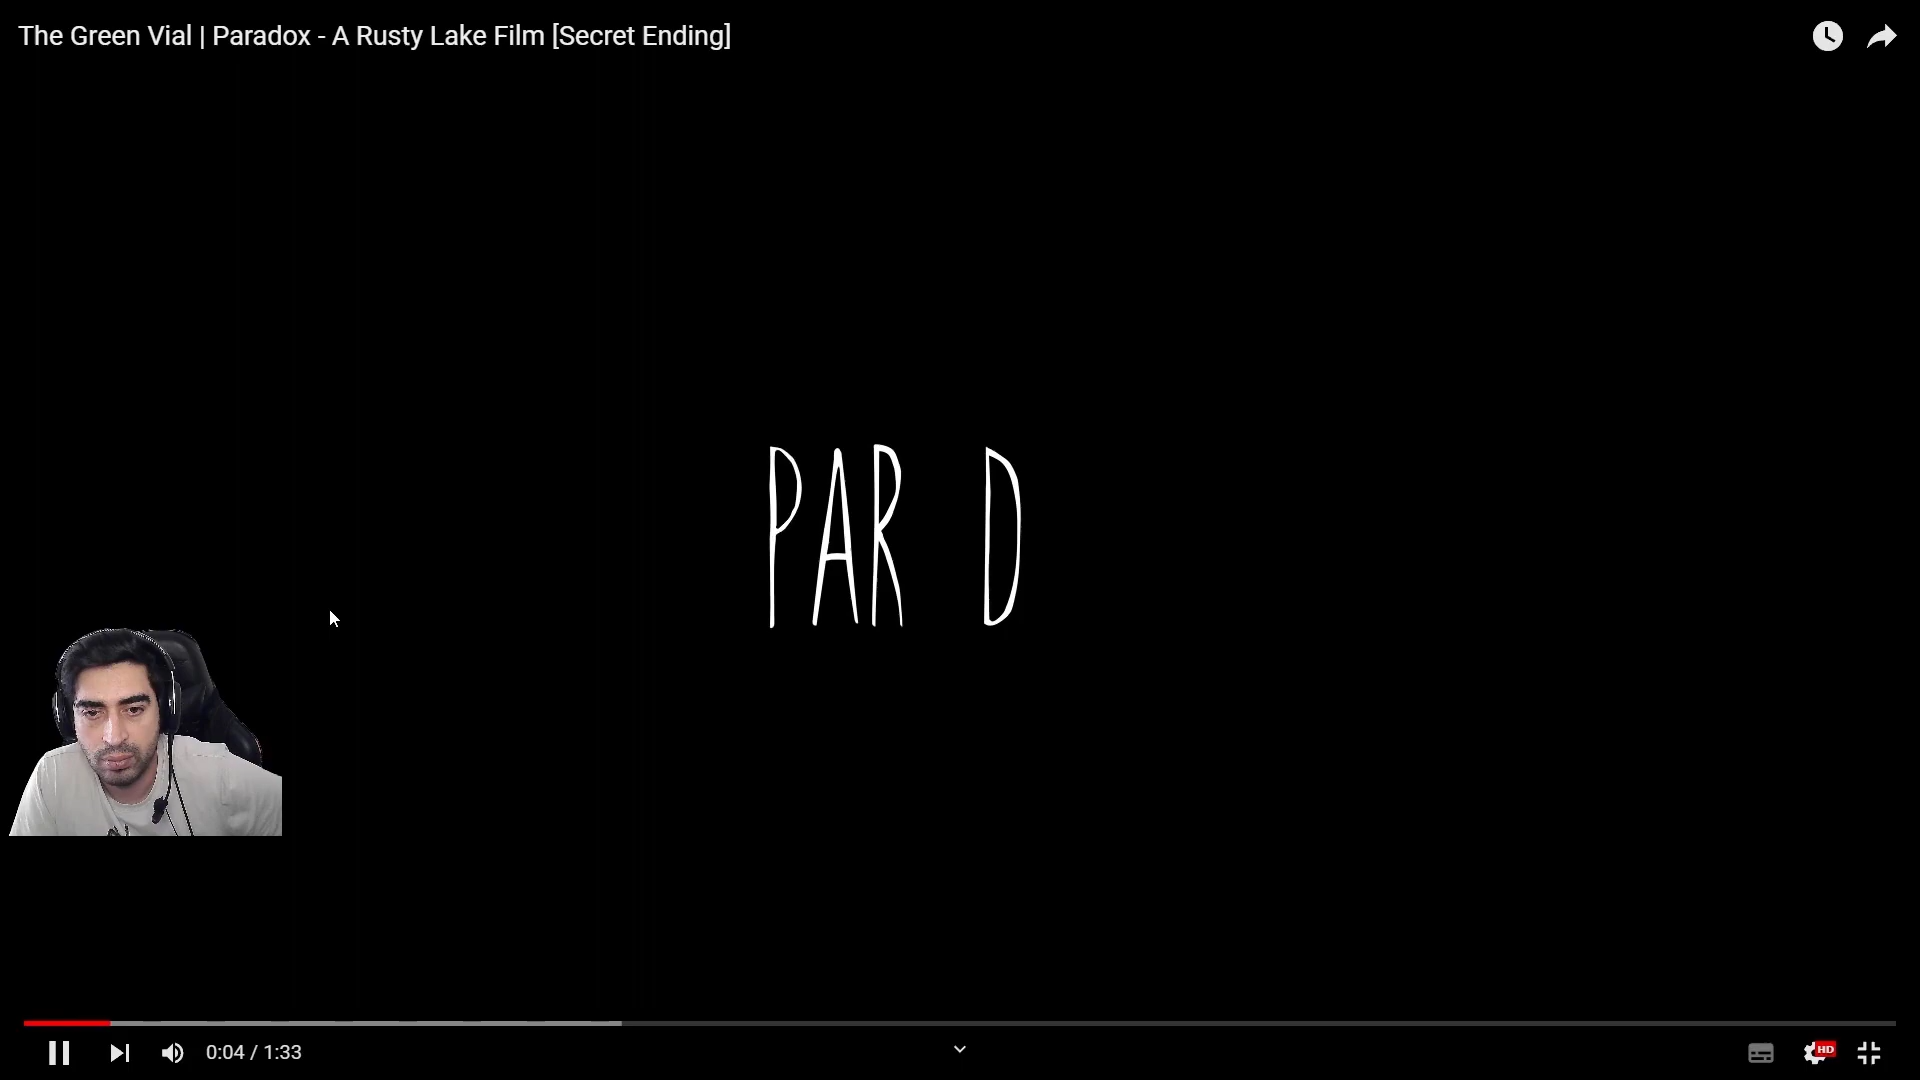 The Green Vial | Paradox - A Rusty Lake Film [Secret Ending]
PAR D
0:04 / 1:33
HD